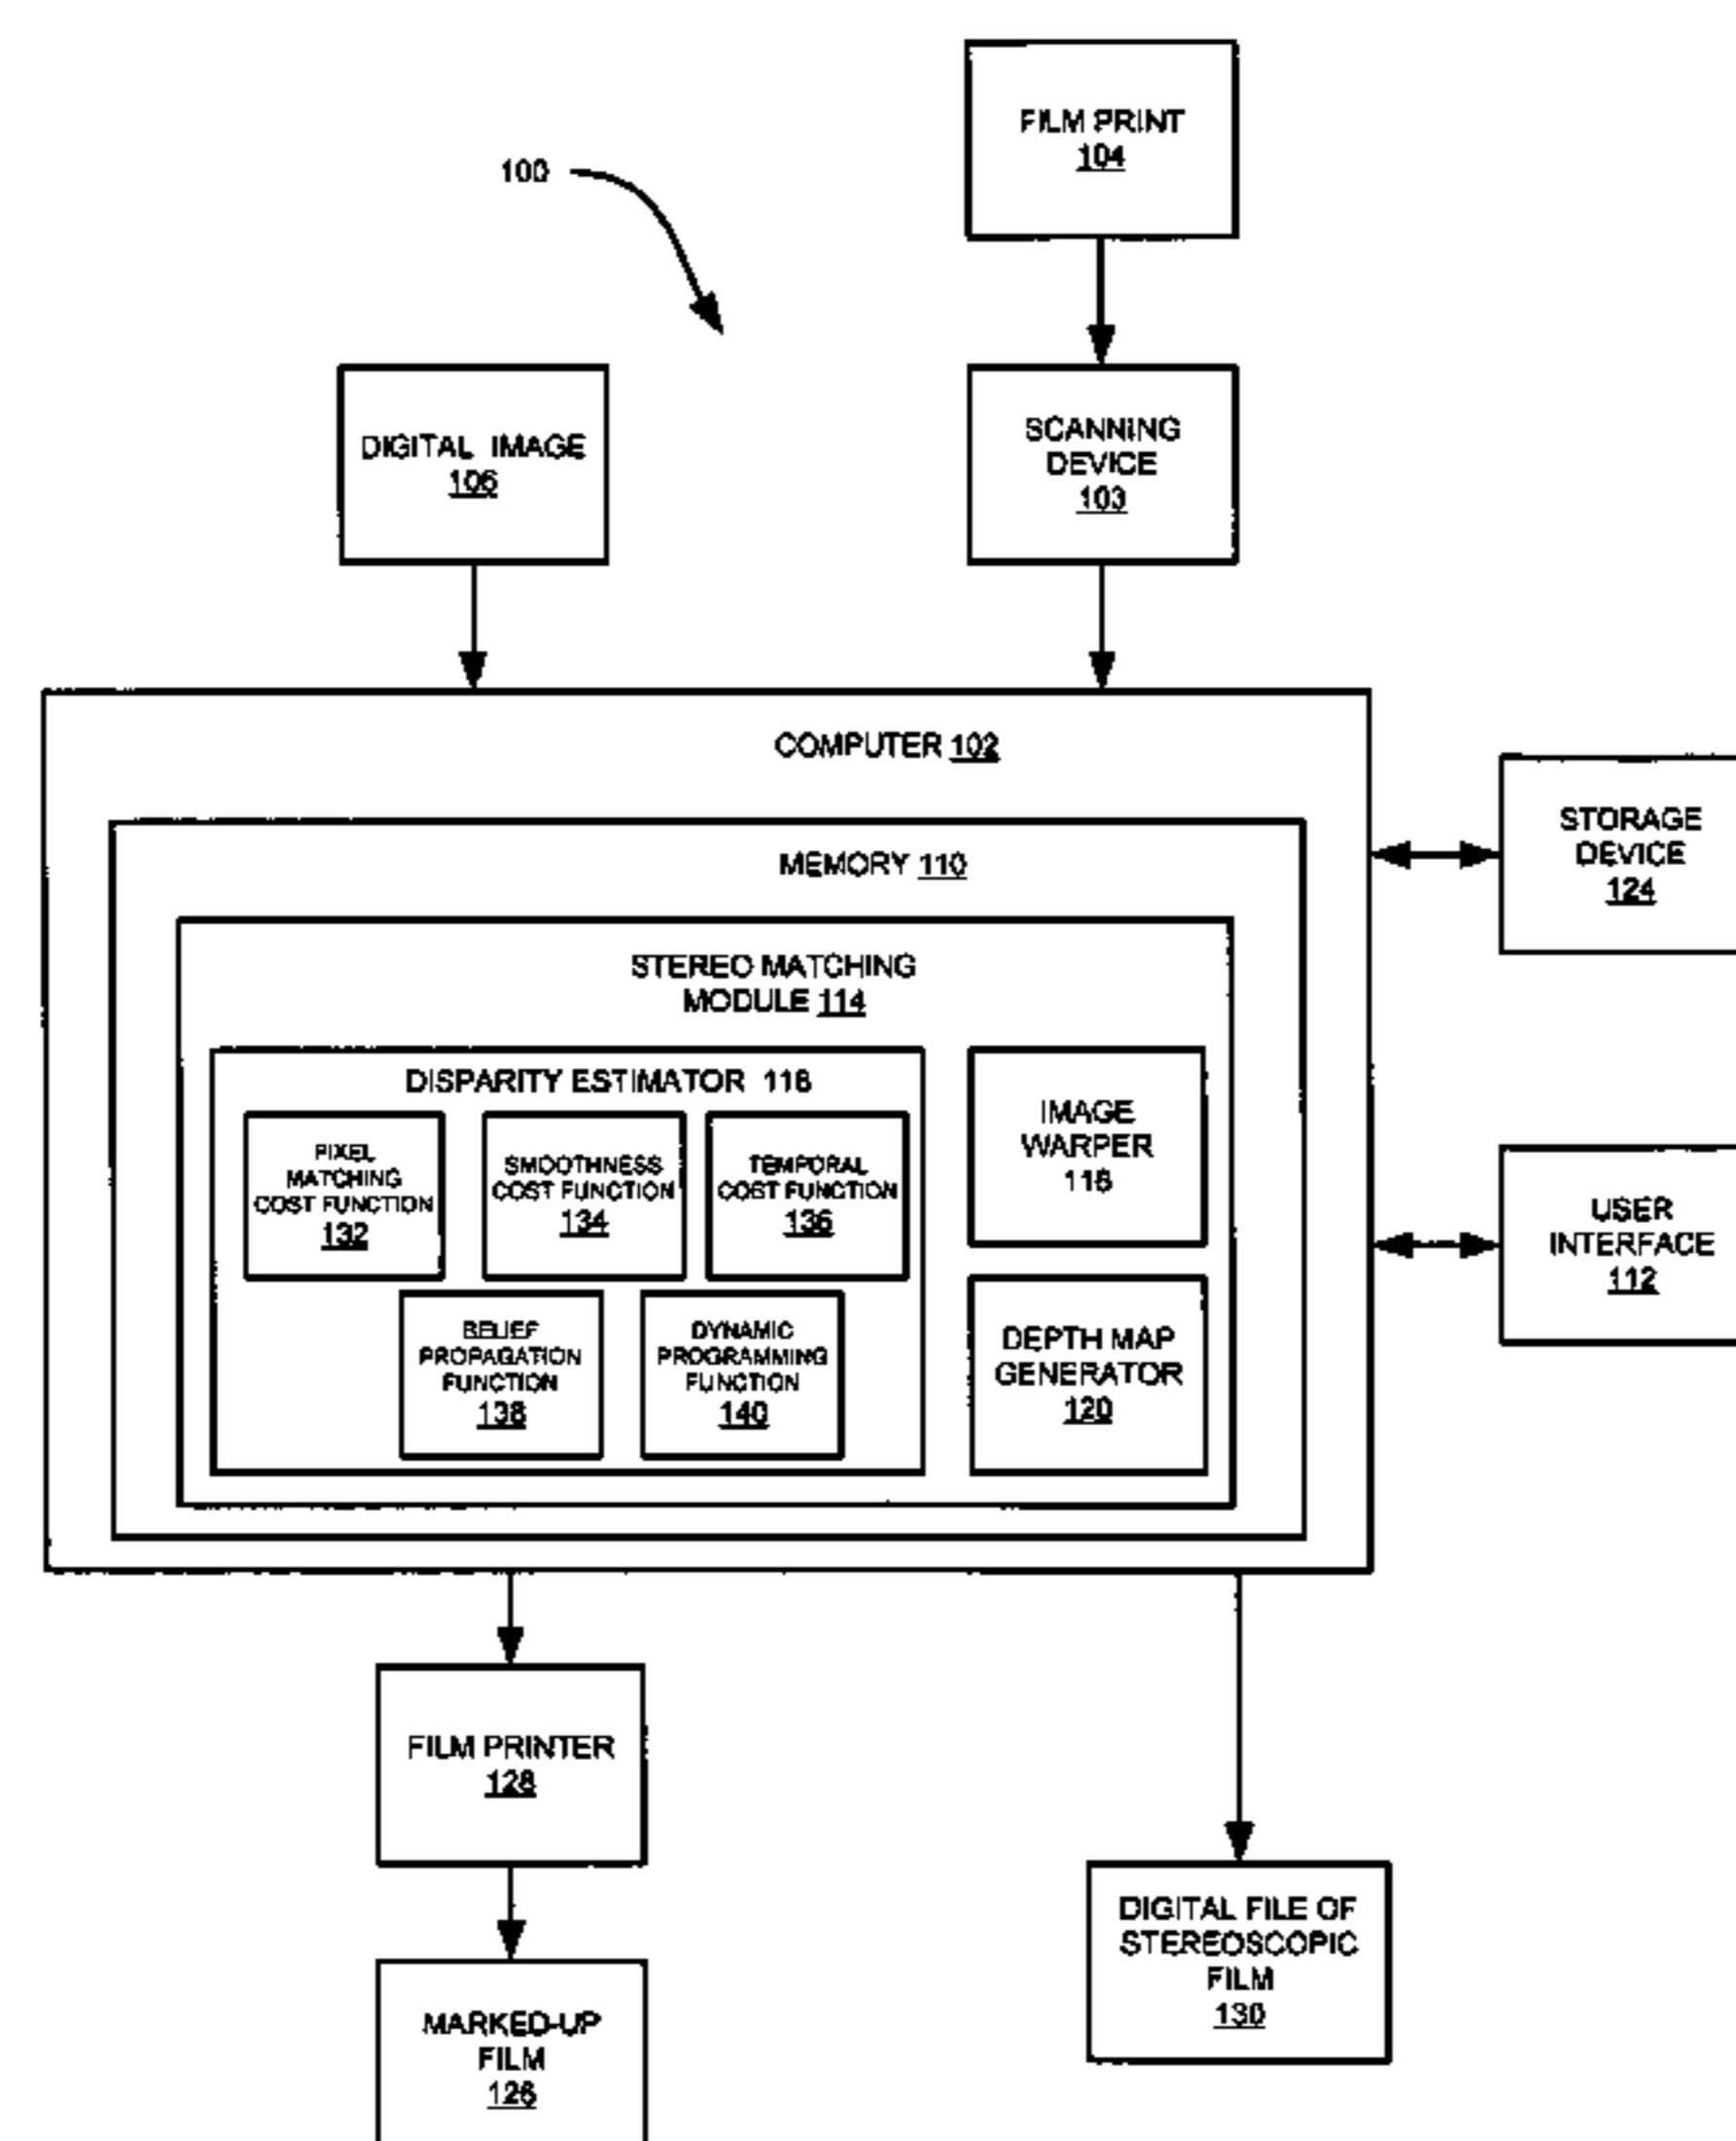 FILM PRINT
104
100
DIGITAL IMAGE
106
SCANNING
DEVICE
103
COMPUTER 102
STORAGE
DEVICE
124
MEMORY 110
STEREO MATCHING
MODULE 114
DISPARITY ESTIMATOR 116
PIXEL
MATCHING
COST FUNCTION
132
SMOOTHNESS
COST FUNCTION
134
TEMPORAL
COST FUNCTION
136
BELIEF
PROPAGATION
FUNCTION
138
DYNAMIC
PROGRAMMING
FUNCTION
140
IMAGE
WARPER
118
DEPTH MAP
GENERATOR
120
USER
INTERFACE
112
FILM PRINTER
128
MARKED-UP
FILM
126
DIGITAL FILE OF
STEREOSCOPIC
FILM
130